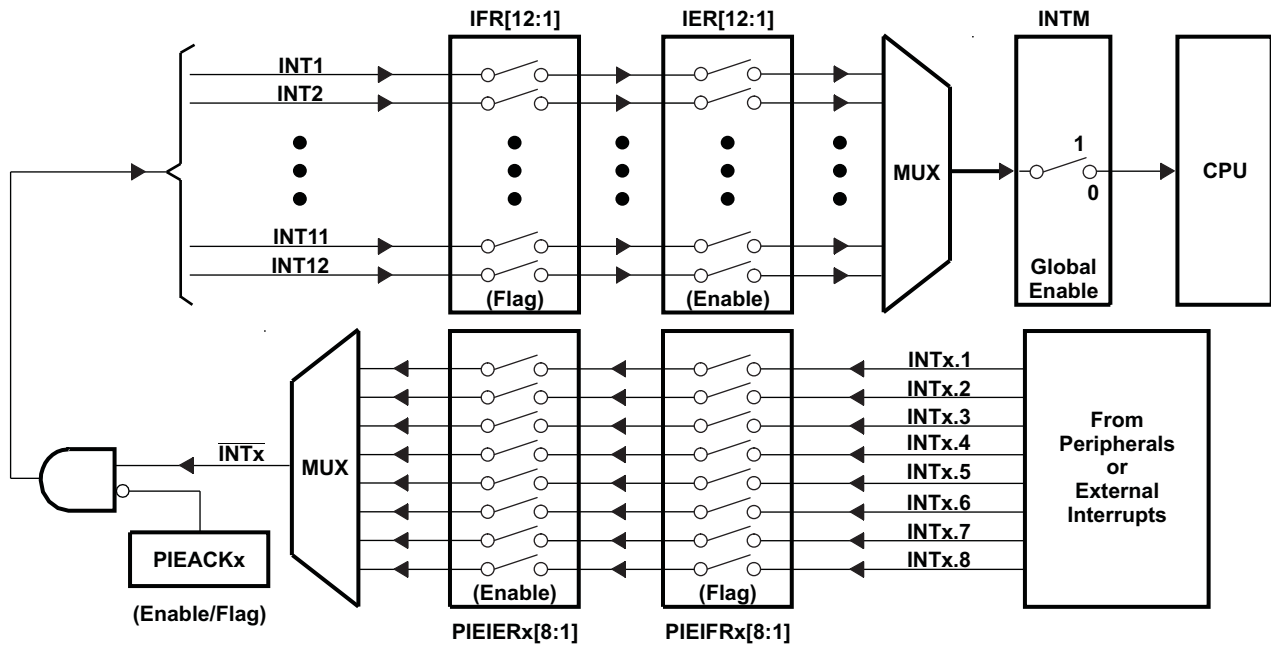 IFR[12:1]
IER[12:1]
INTM
INT1
INT2
1
MUX
CPU
0
INT11
INT12
Global
Enable
(Flag)
(Enable)
INTx.1
INTx.2
INTx.3
INTx.4
INTx.5
INTx.6
INTx.7
INTx.8
From
Peripherals
or
External
Interrupts
INTx
MUX
PIEACKx
(Enable/Flag)
(Enable)
(Flag)
PIEIERx[8:1]
PIEIFRx[8:1]